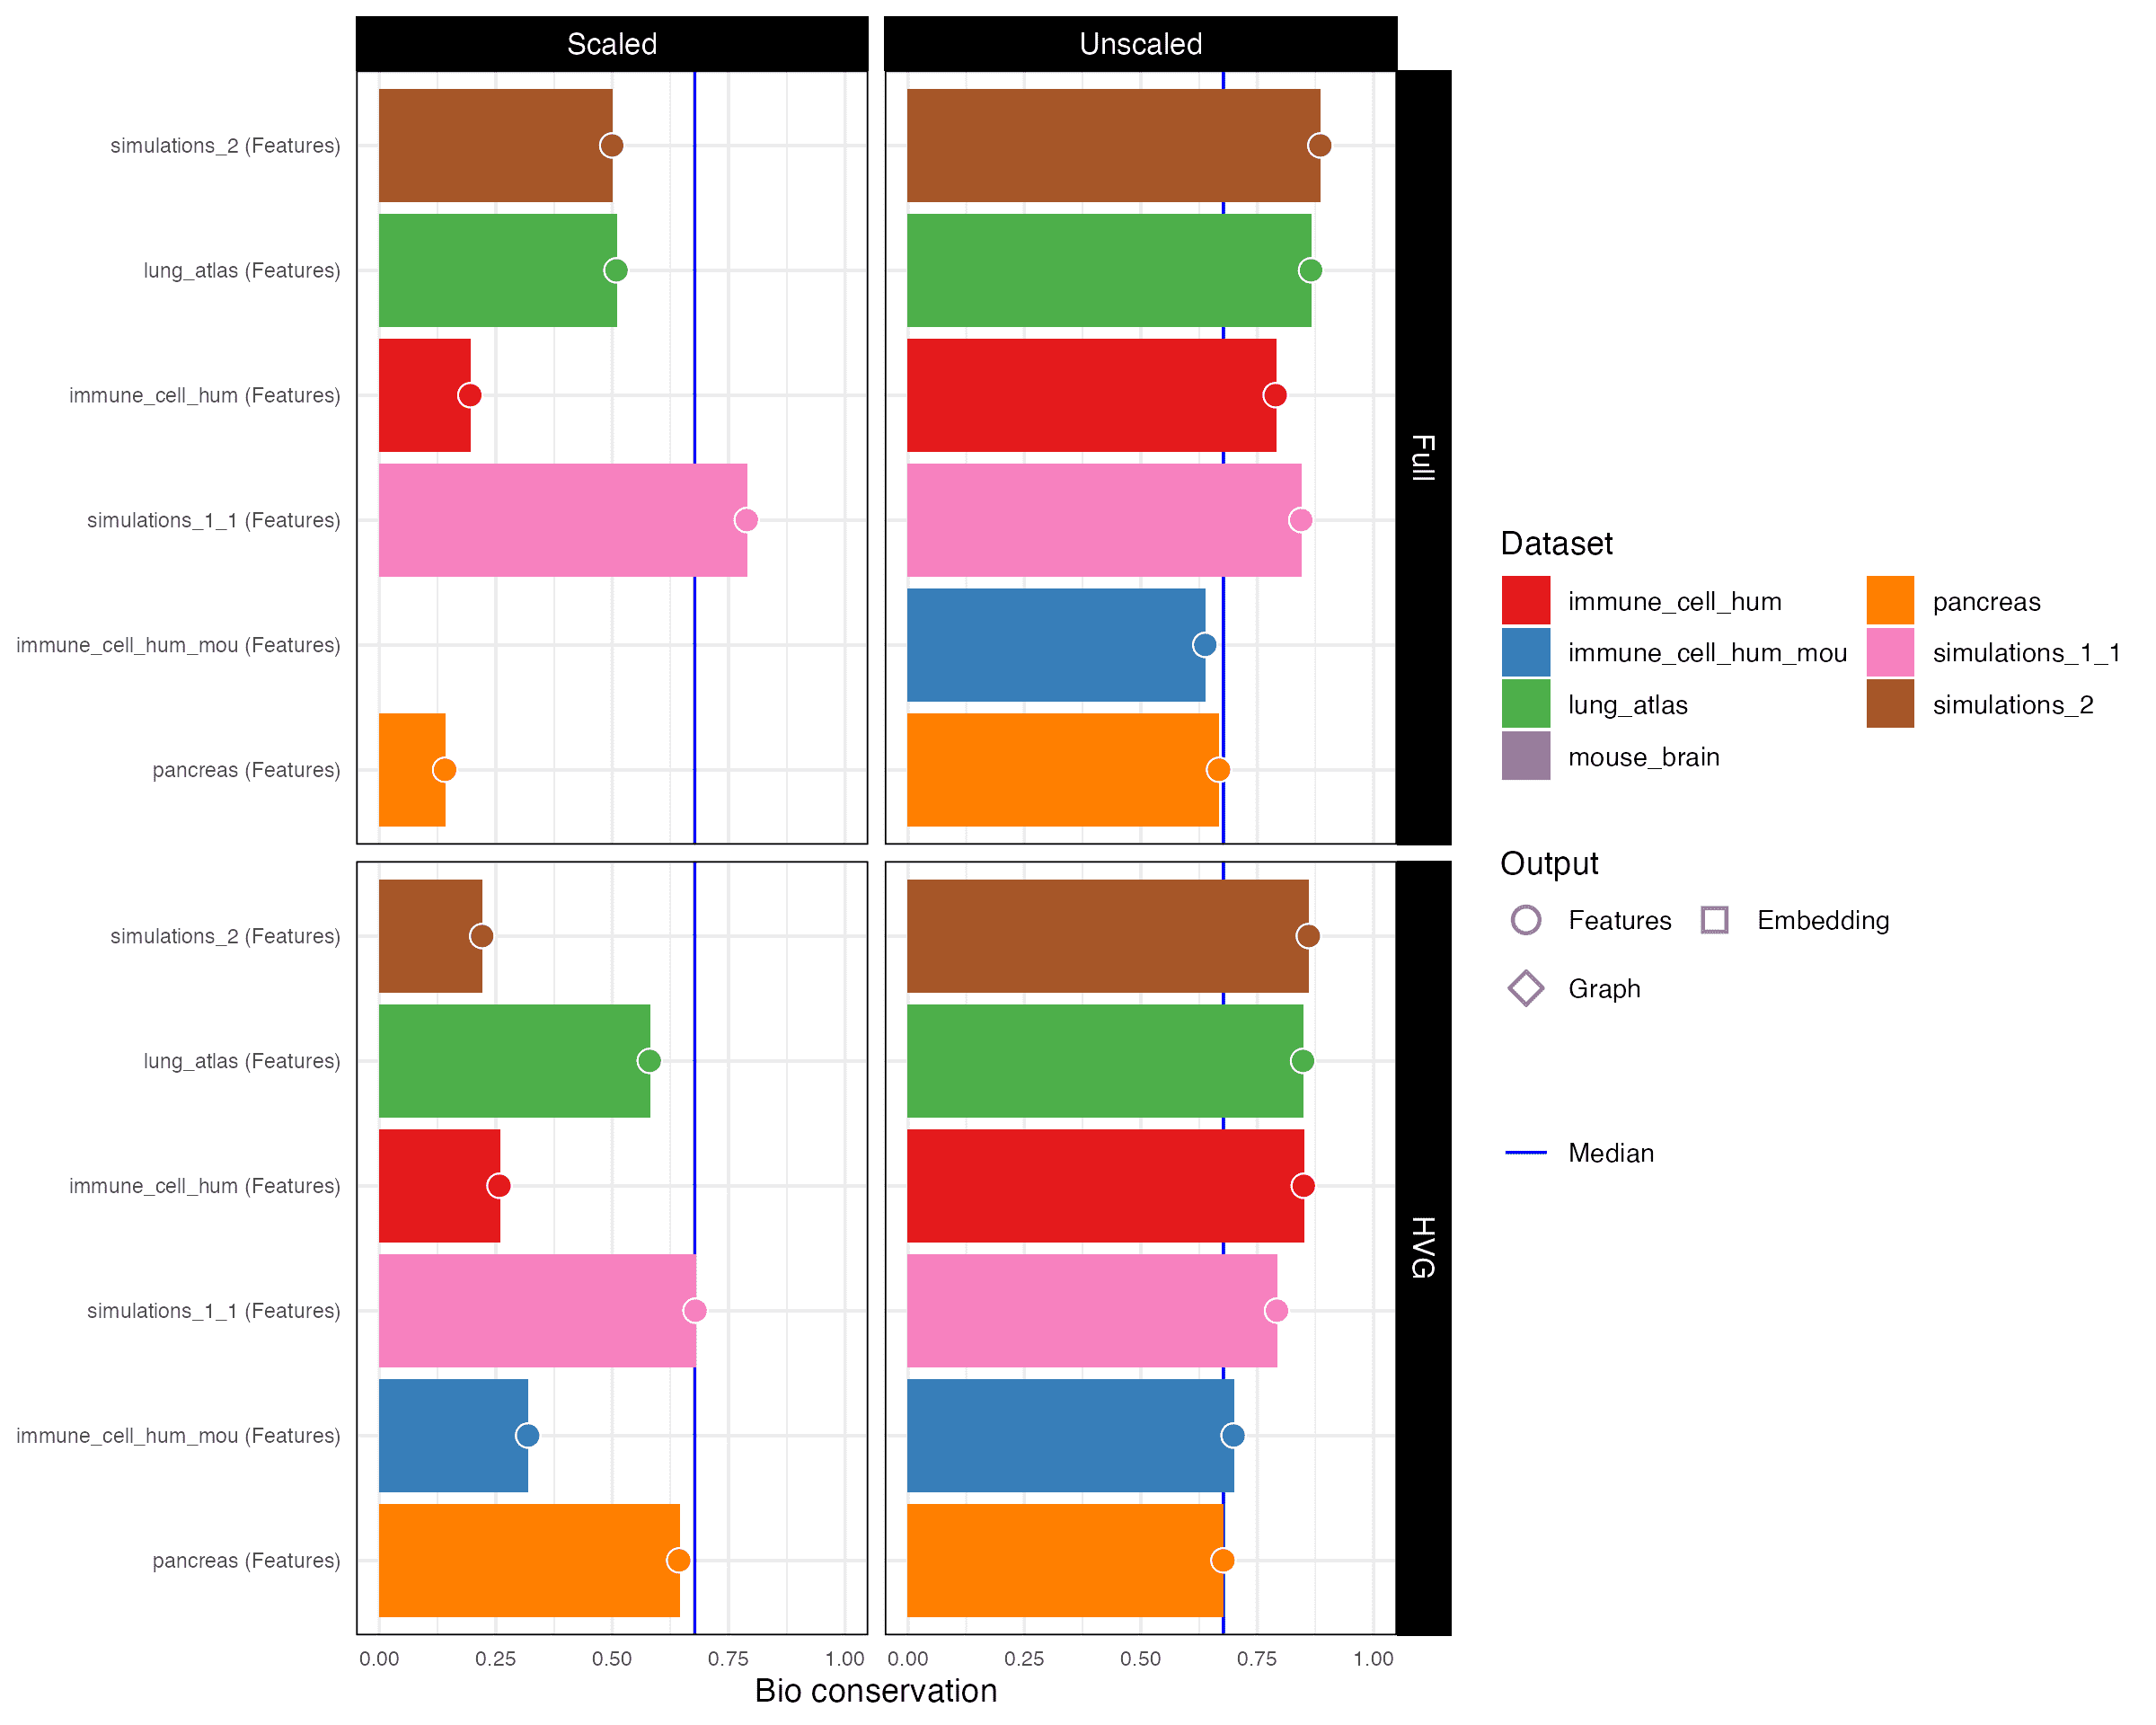 Scaled
Unscaled
simulations_2 (Features)
lung_atlas (Features)
immune_cell_hum (Features)
simulations_1_1 (Features)
immune_cell_hum_mou (Features)
pancreas (Features)
Full
simulations_2 (Features)
lung_atlas (Features)
immune_cell_hum (Features)
simulations_1_1 (Features)
immune_cell_hum_mou (Features)
pancreas (Features)
HVG
0.00 0.25 0.50 0.75 1.00
0.00 0.25 0.50 0.75 1.00
Bio conservation
Dataset
immune_cell_hum
immune_cell_hum_mou
lung_atlas
mouse_brain
pancreas
simulations_1_1
simulations_2
Output
Features
Embedding
Graph
Median